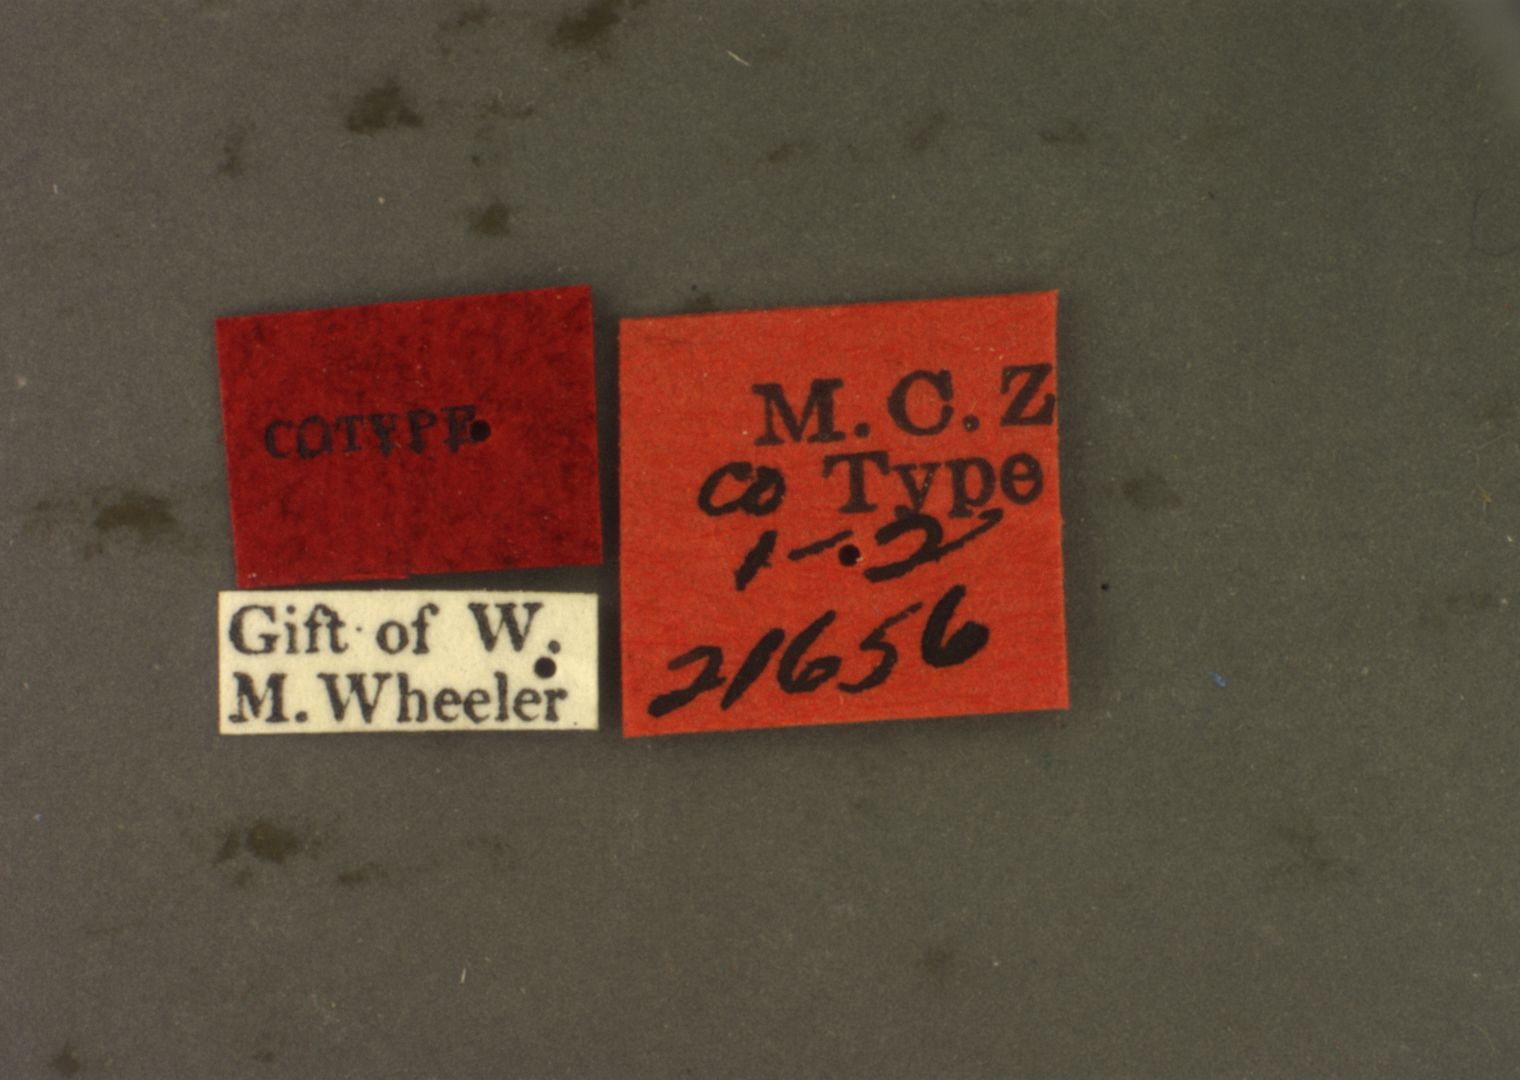 COTYPE
Gift of W.
M. Wheeler
M. C. Z
Co Type
1-2
21656